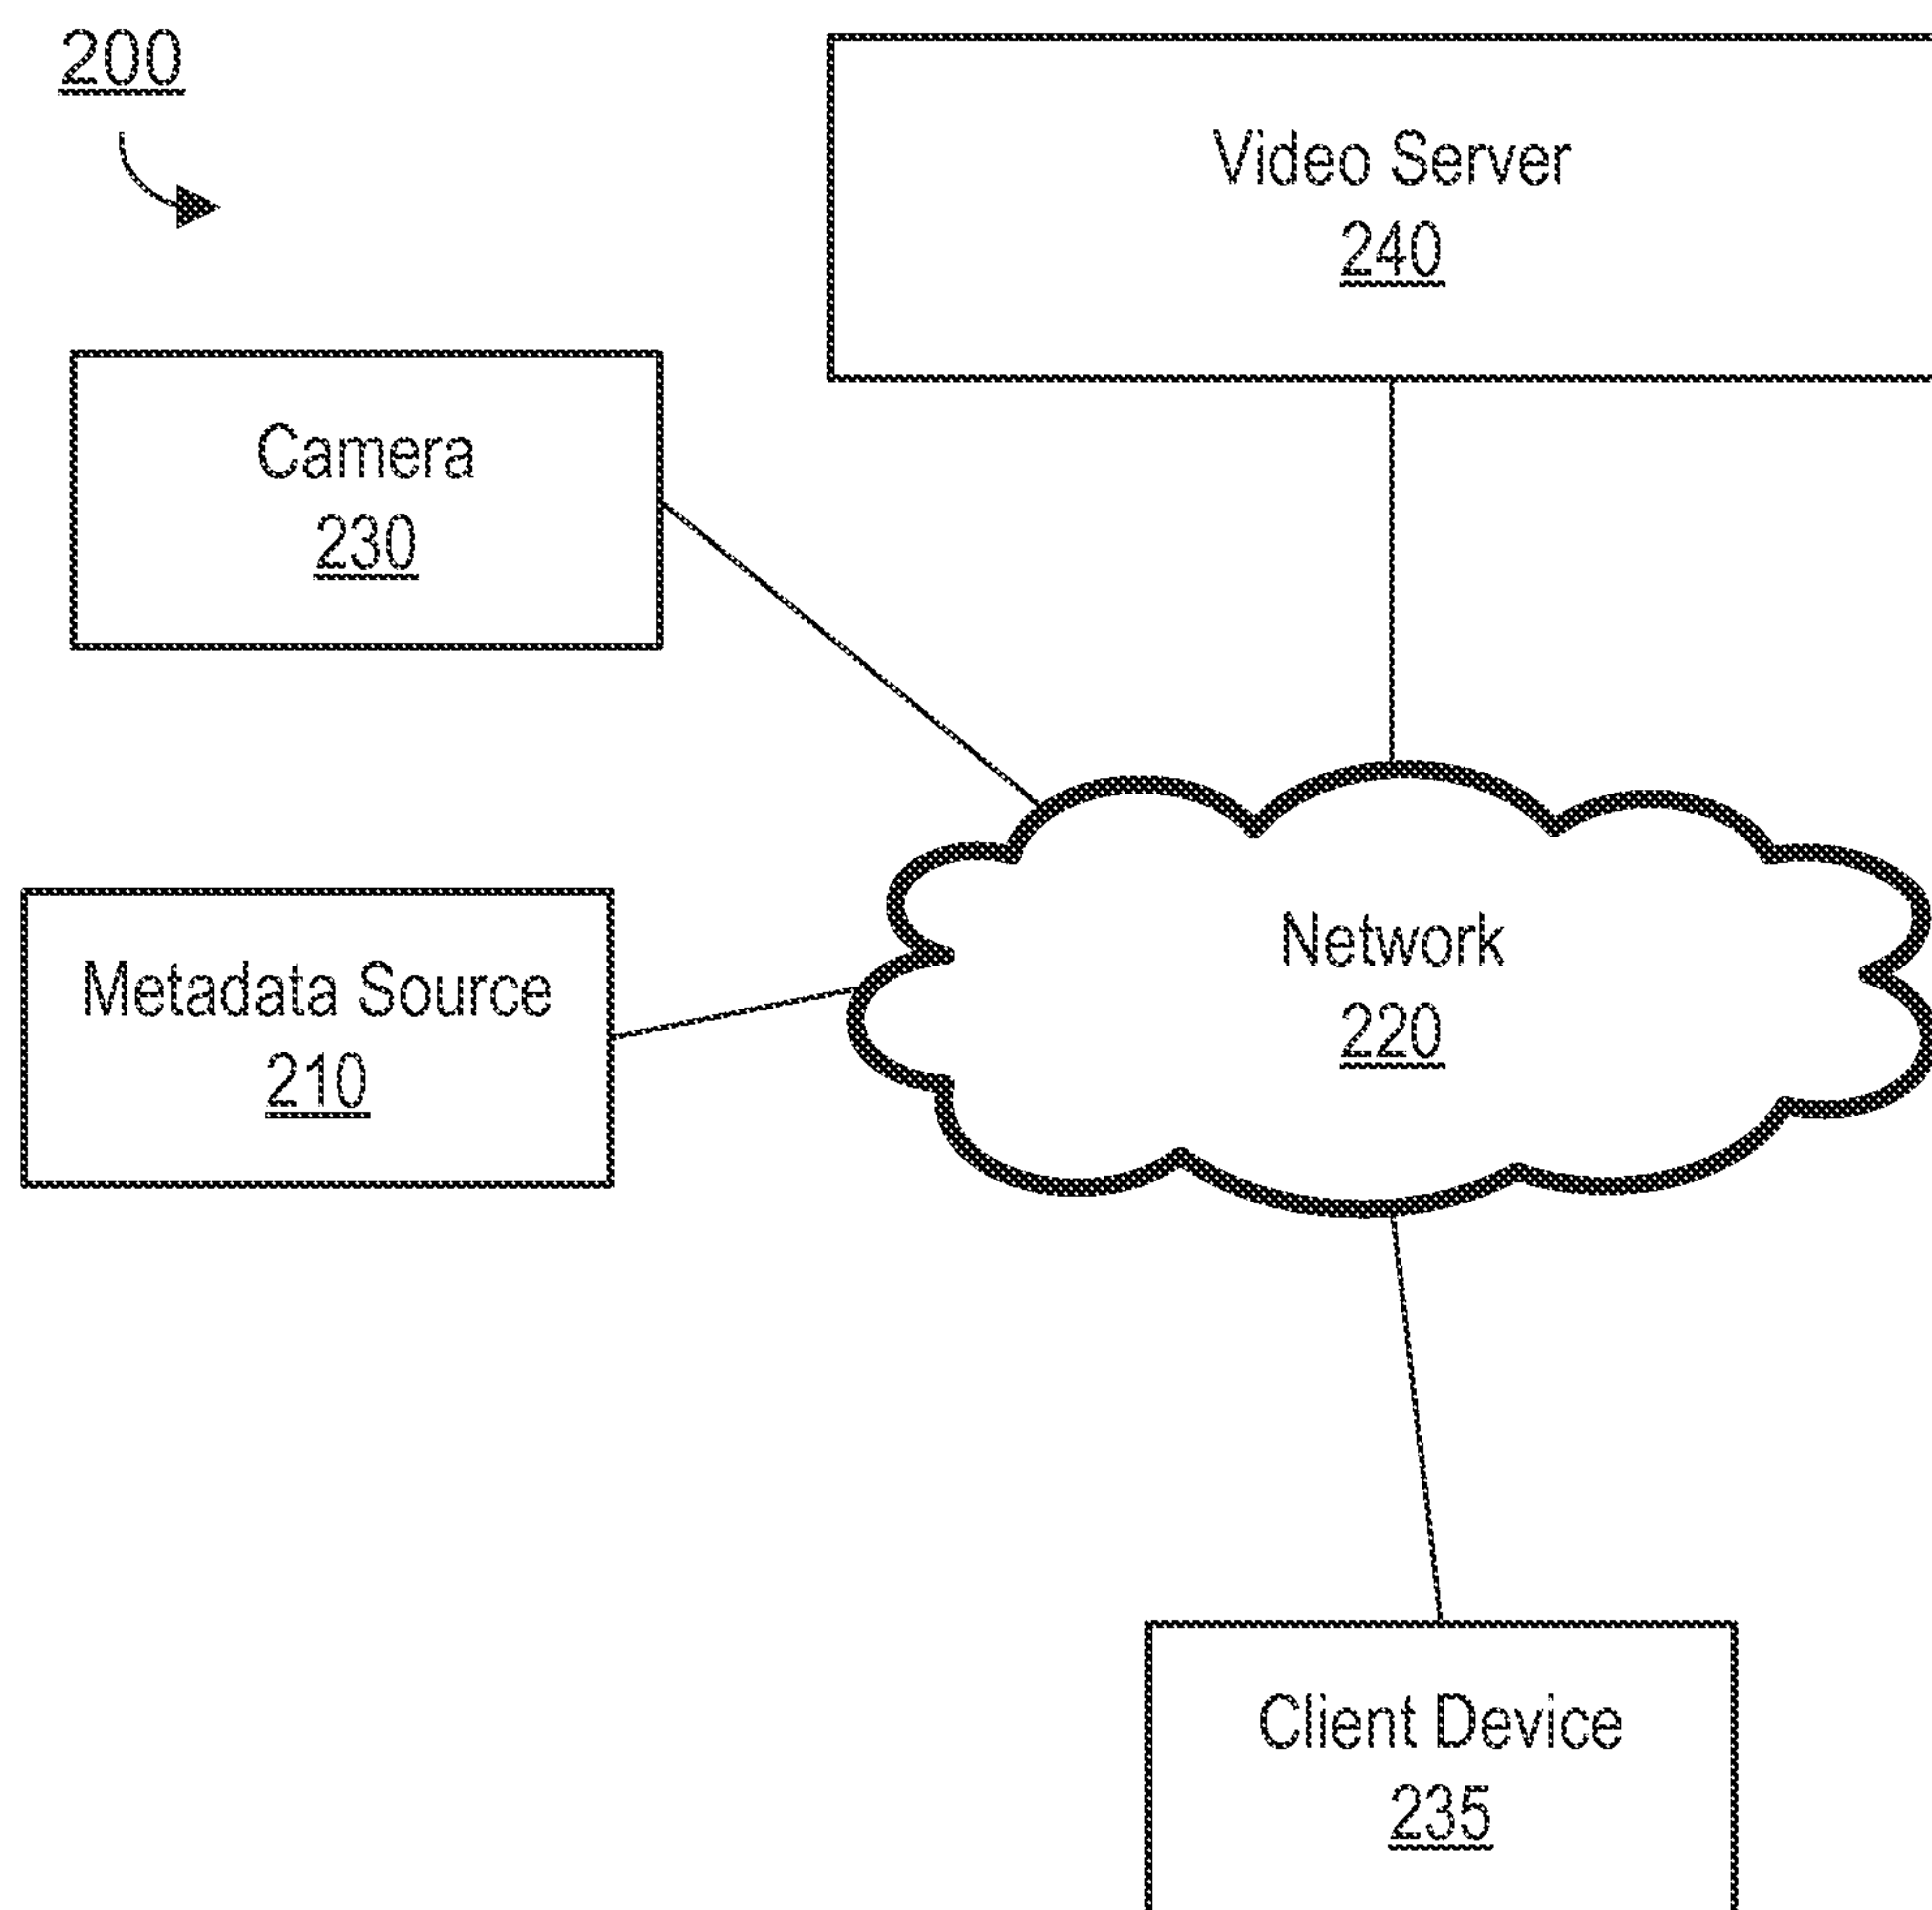 200
Video Server
240
Camera
230
Network
220
Metadata Source
210
Client Device
235